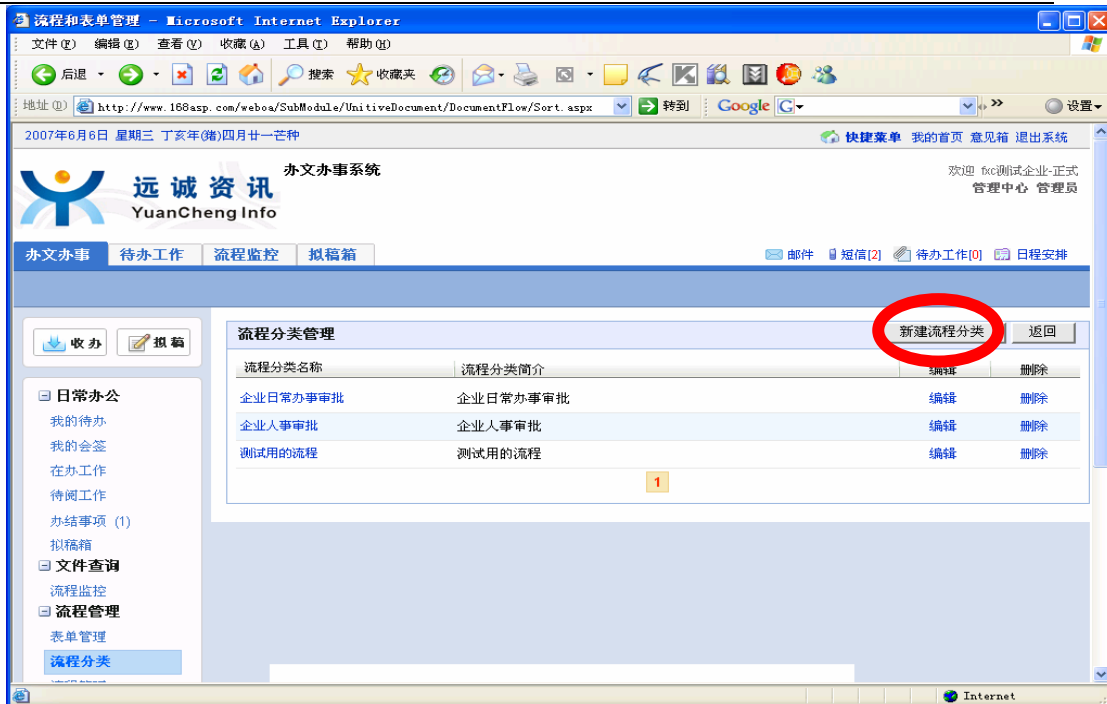 流程和表单管理 - Microsoft Internet Explorer
文件(F) 编辑(E) 查看(V) 收藏(A) 工具(T) 帮助(H)
后退 搜索 收藏夹
地址(D) http://www.168asp.com/weboa/SubModule/UnitiveDocument/DocumentFlow/Sort.aspx 转到 Google G 设置
2007年6月6日 星期三 丁亥年(猪)四月廿一芒种 快捷菜单 我的首页 意见箱 退出系统
办文办事系统
欢迎 fxc测试企业-正式
管理中心 管理员
远诚资讯
YuanCheng Info
办文办事 待办工作 流程监控 拟稿箱 邮件 短信[2] 待办工作[0] 日程安排
收办 拟稿
流程分类管理 新建流程分类 返回
流程分类名称 流程分类简介 编辑 删除
企业日常办事审批 企业日常办事审批 编辑 删除
企业人事审批 企业人事审批 编辑 删除
测试用的流程 测试用的流程 编辑 删除
1
日常办公
我的待办
我的会签
在办工作
待阅工作
办结事项 (1)
拟稿箱
文件查询
流程监控
流程管理
表单管理
流程分类
Internet